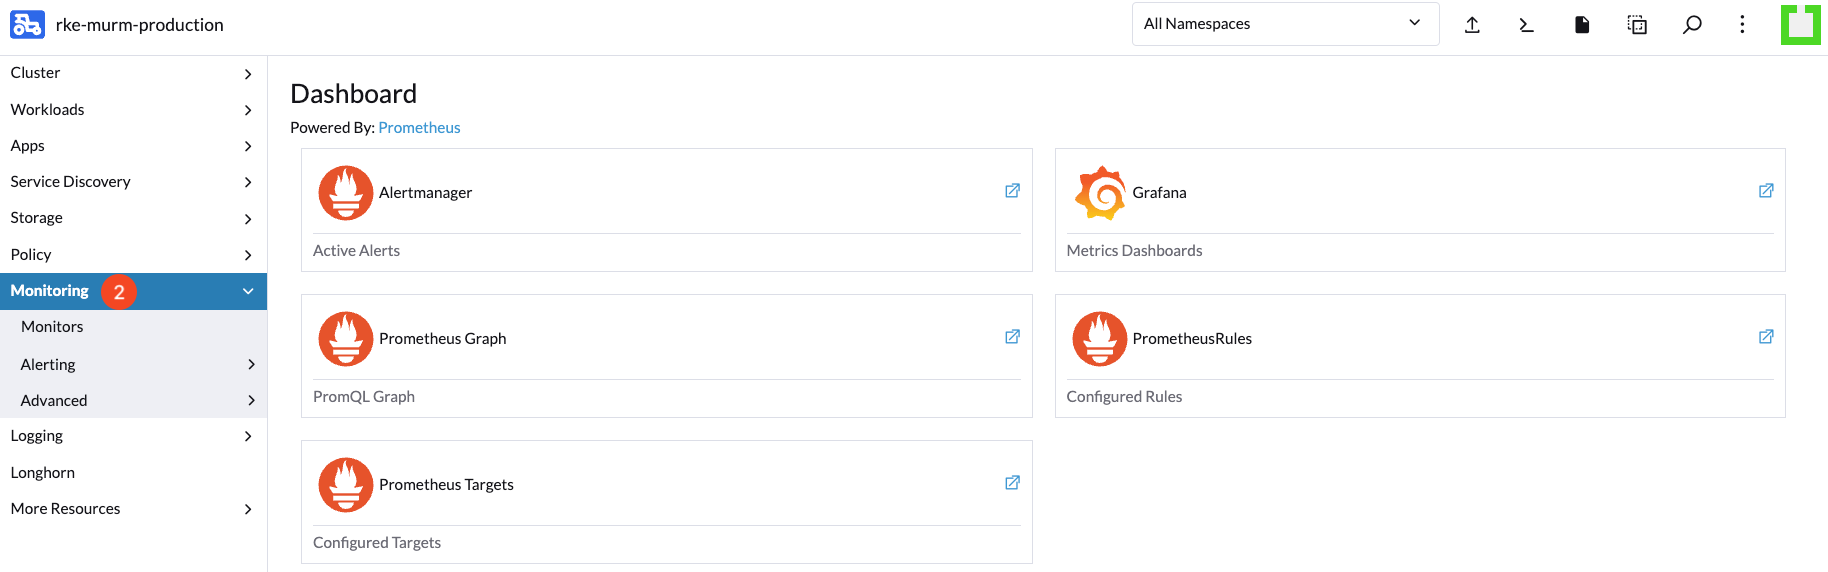 rke-murm-production
All Namespaces
Cluster
Workloads
Apps
Service Discovery
Storage
Policy
Monitoring 2
Monitors
Alerting
Advanced
Logging
Longhorn
More Resources
Dashboard
Powered By: Prometheus
Alertmanager
Active Alerts
Grafana
Metrics Dashboards
Prometheus Graph
PromQL Graph
PrometheusRules
Configured Rules
Prometheus Targets
Configured Targets